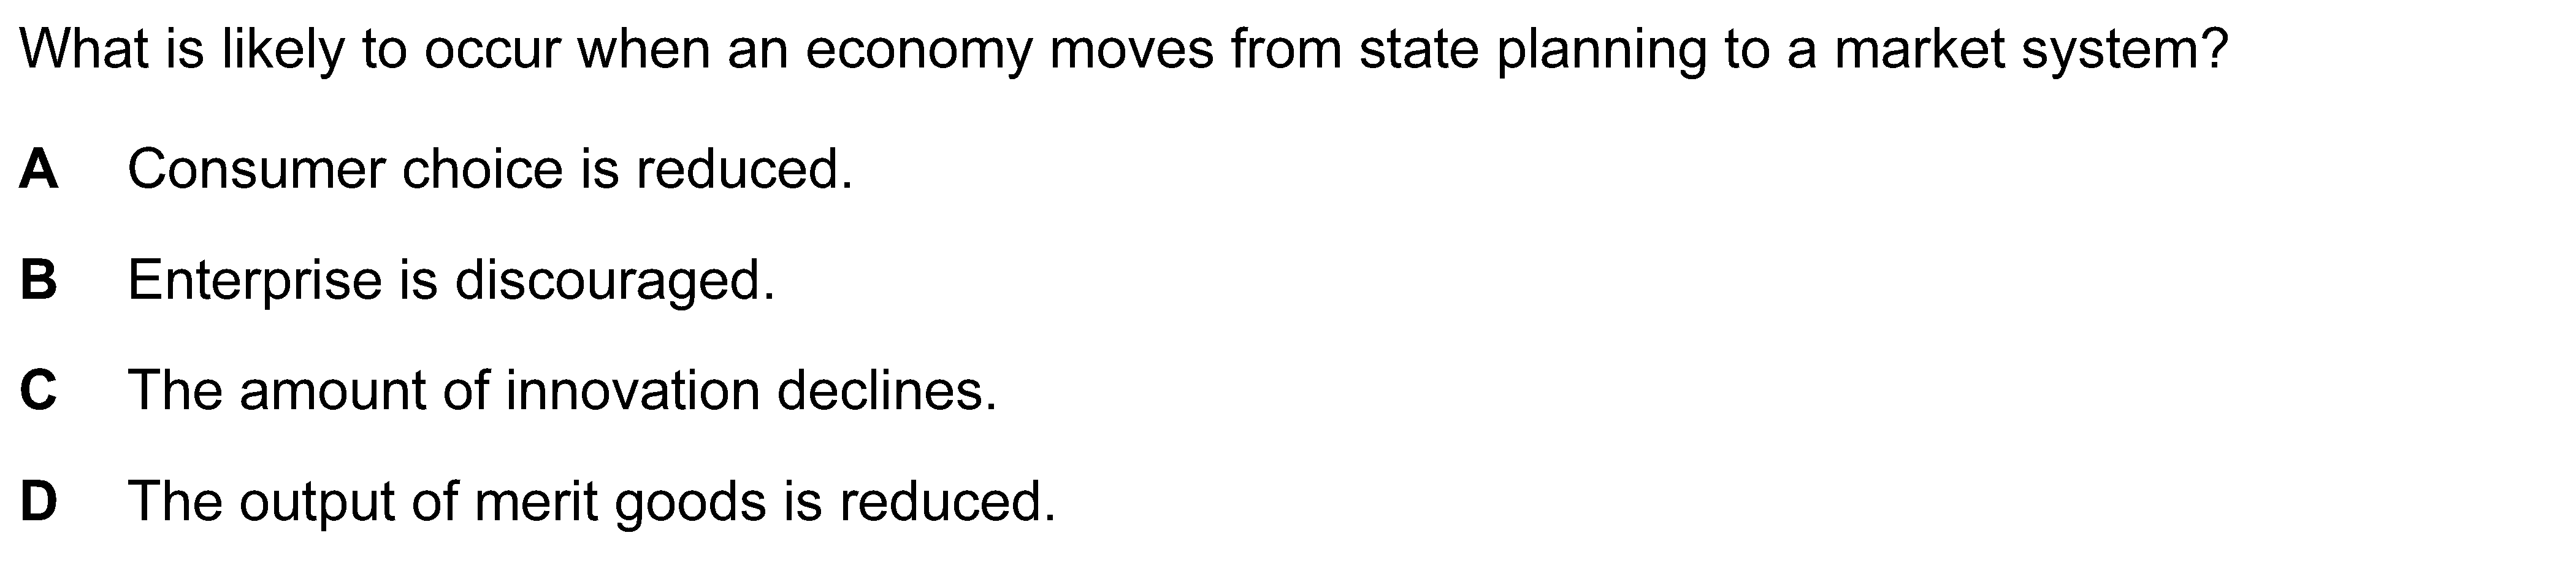 What is likely to occur when an economy moves from state planning to a market system?
A Consumer choice is reduced.
B Enterprise is discouraged.
C The amount of innovation declines.
D The output of merit goods is reduced.